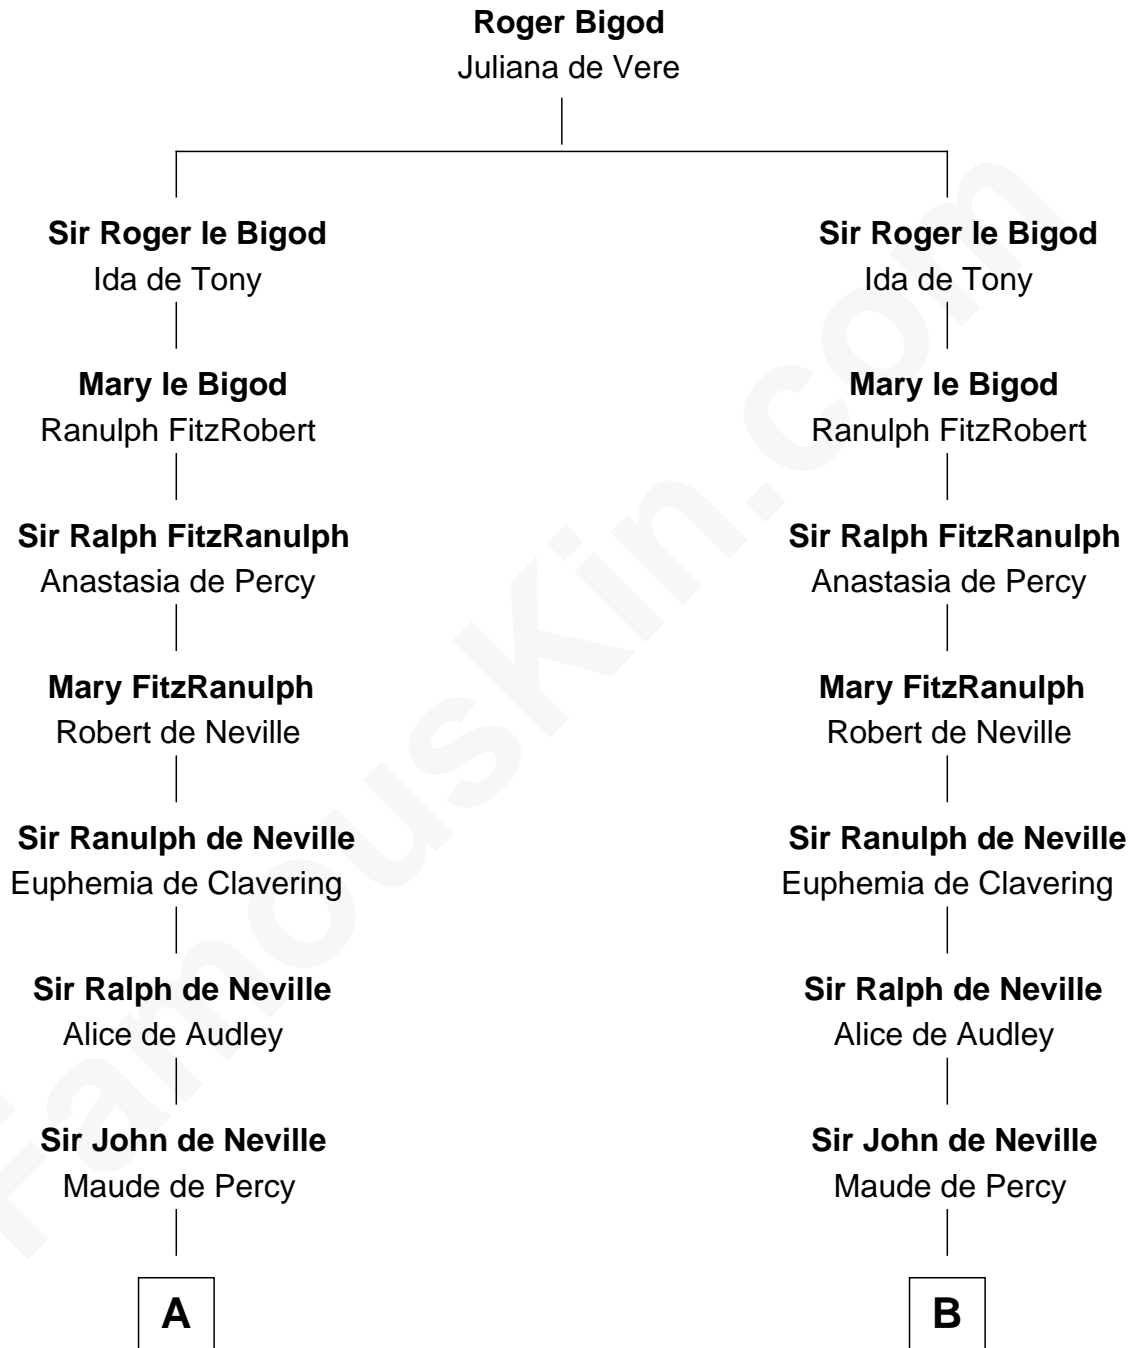 Roger Bigod
Juliana de Vere
Sir Roger le Bigod
Ida de Tony
Sir Roger le Bigod
Ida de Tony
Mary le Bigod
Ranulph FitzRobert
Mary le Bigod
Ranulph FitzRobert
Sir Ralph FitzRanulph
Anastasia de Percy
Sir Ralph FitzRanulph
Anastasia de Percy
Mary FitzRanulph
Robert de Neville
Mary FitzRanulph
Robert de Neville
Sir Ranulph de Neville
Euphemia de Clavering
Sir Ranulph de Neville
Euphemia de Clavering
Sir Ralph de Neville
Alice de Audley
Sir Ralph de Neville
Alice de Audley
Sir John de Neville
Maude de Percy
Sir John de Neville
Maude de Percy
A
B
FamousKin.com